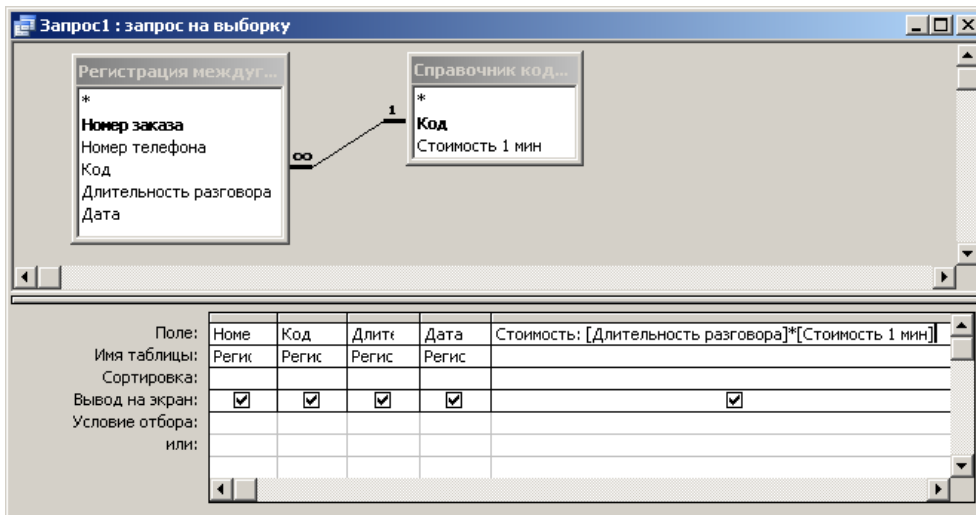 Запрос1 : запрос на выборку
Регистрация междуг...
*
Номер заказа
Номер телефона
Код
Длительность разговора
Дата
∞
1
Справочник код...
*
Код
Стоимость 1 мин
Поле: Номе Код Длите Дата Стоимость: [Длительность разговора]*[Стоимость 1 мин]
Имя таблицы: Регис Регис Регис Регис
Сортировка:
Вывод на экран:
Условие отбора:
или: